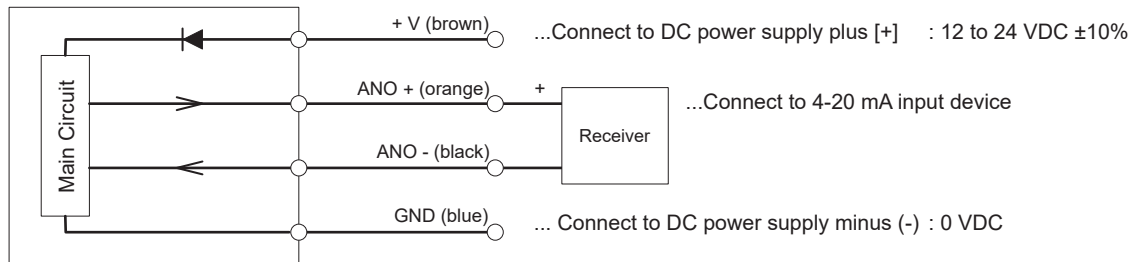 + V (brown) ...Connect to DC power supply plus [+] : 12 to 24 VDC ±10%
Main Circuit
ANO + (orange) + ...Connect to 4-20 mA input device
Receiver
ANO - (black)
GND (blue) ... Connect to DC power supply minus (-) : 0 VDC